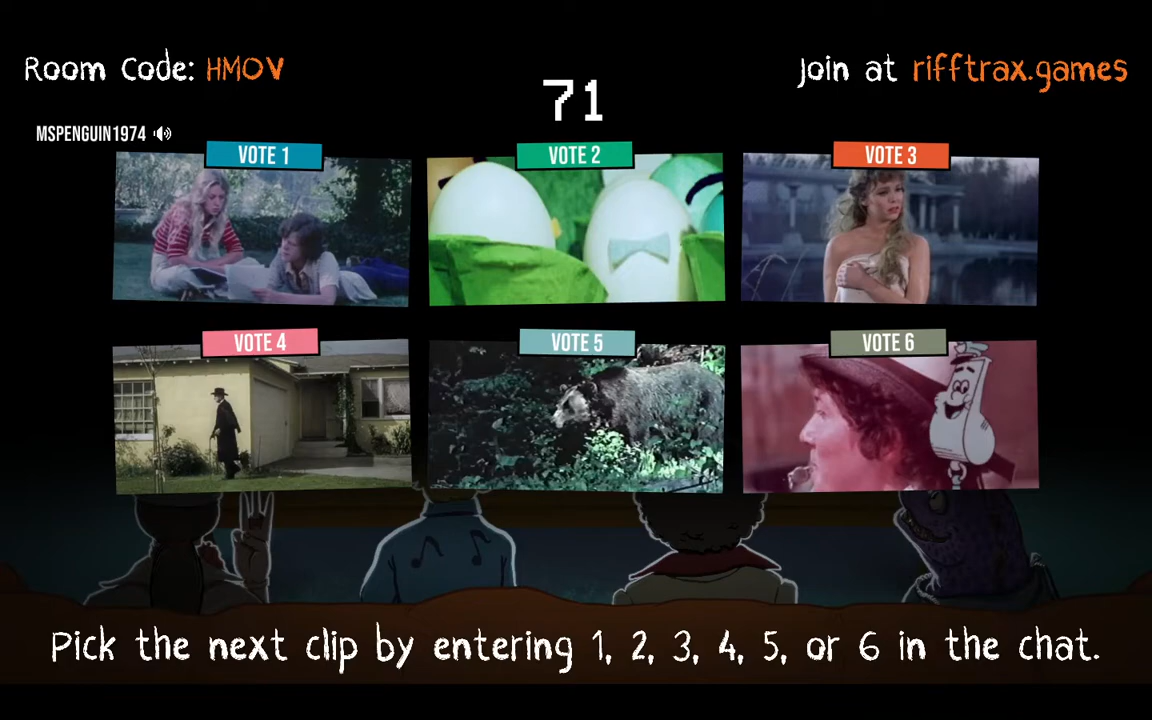 Room Code: HMOV
Join at rifftrax.games
71
MSPENGUIN1974
VOTE 1
VOTE 2
VOTE 3
VOTE 4
VOTE 5
VOTE 6
Pick the next clip by entering 1, 2, 3, 4, 5, or 6 in the chat.